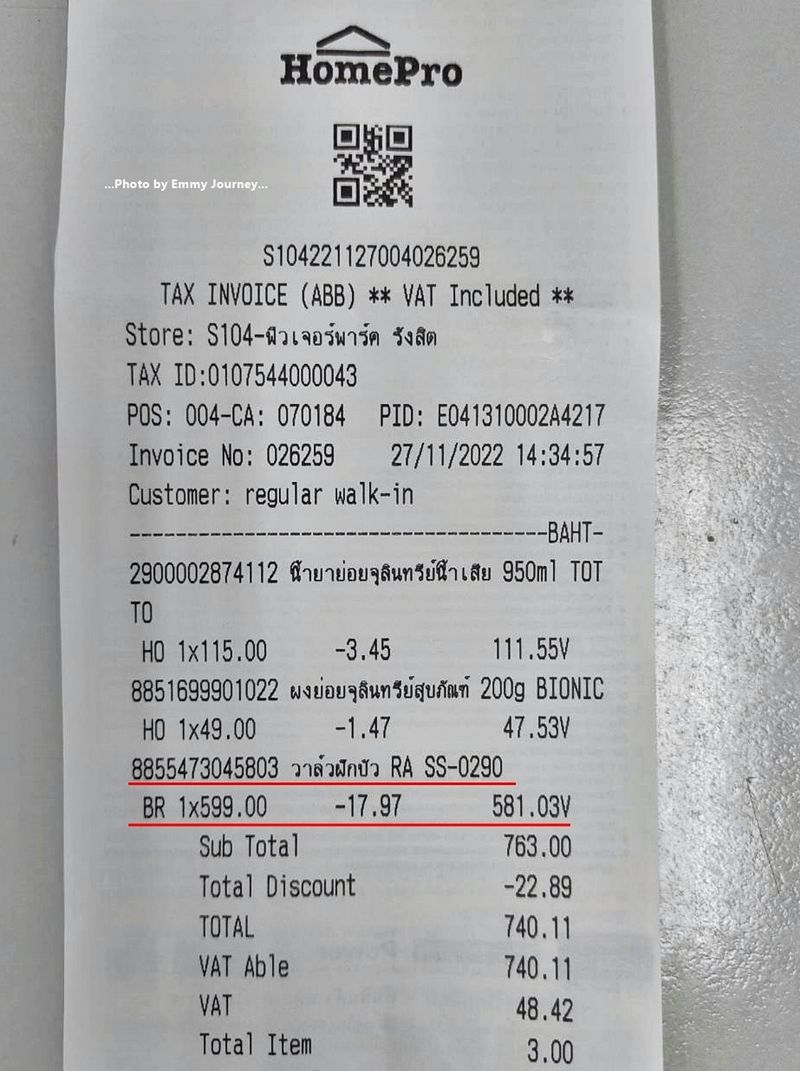 HomePro
...Photo by Emmy Journey...
S104221127004026259
TAX INVOICE (ABB) ** VAT Included **
Store: S104-ฟิวเจอร์พาร์ค รังสิต
TAX ID:0107544000043
POS: 004-CA: 070184 PID: E041310002A4217
Invoice No: 026259 27/11/2022 14:34:57
Customer: regular walk-in
------------------------------------BAHT-
2900002874112 น้ำยาย่อยจุลินทรีย์น้ำเสีย 950ml TOT
TO
HO 1x115.00 -3.45 111.55V
8851699901022 ผงย่อยจุลินทรีย์สุขภัณฑ์ 200g BIONIC
HO 1x49.00 -1.47 47.53V
8855473045803 วาล์วฝักบัว RA SS-0290
BR 1x599.00 -17.97 581.03V
Sub Total 763.00
Total Discount -22.89
TOTAL 740.11
VAT Able 740.11
VAT 48.42
Total Item 3.00